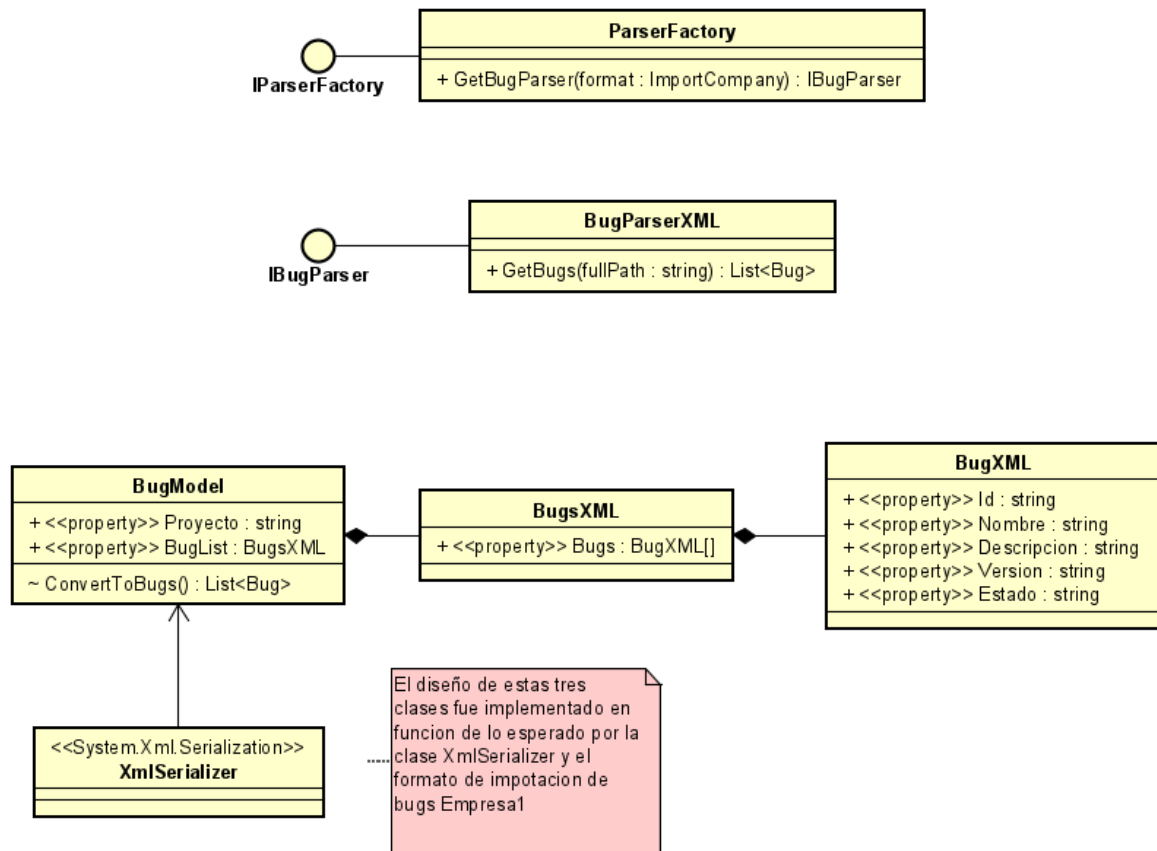 ParserFactory
+ GetBugParser(format : ImportCompany) : IBugParser
IParserFactory
BugParserXML
+ GetBugs(fullPath : string) : List<Bug>
IBugParser
BugModel
+ <<property>> Proyecto : string
+ <<property>> BugList : BugsXML
~ ConvertToBugs() : List<Bug>
BugsXML
+ <<property>> Bugs : BugXML[]
BugXML
+ <<property>> Id : string
+ <<property>> Nombre : string
+ <<property>> Descripcion : string
+ <<property>> Version : string
+ <<property>> Estado : string
<<System.Xml.Serialization>>
XmlSerializer
El diseño de estas tres
clases fue implementado en
funcion de lo esperado por la
clase XmlSerializer y el
formato de impotacion de
bugs Empresa1